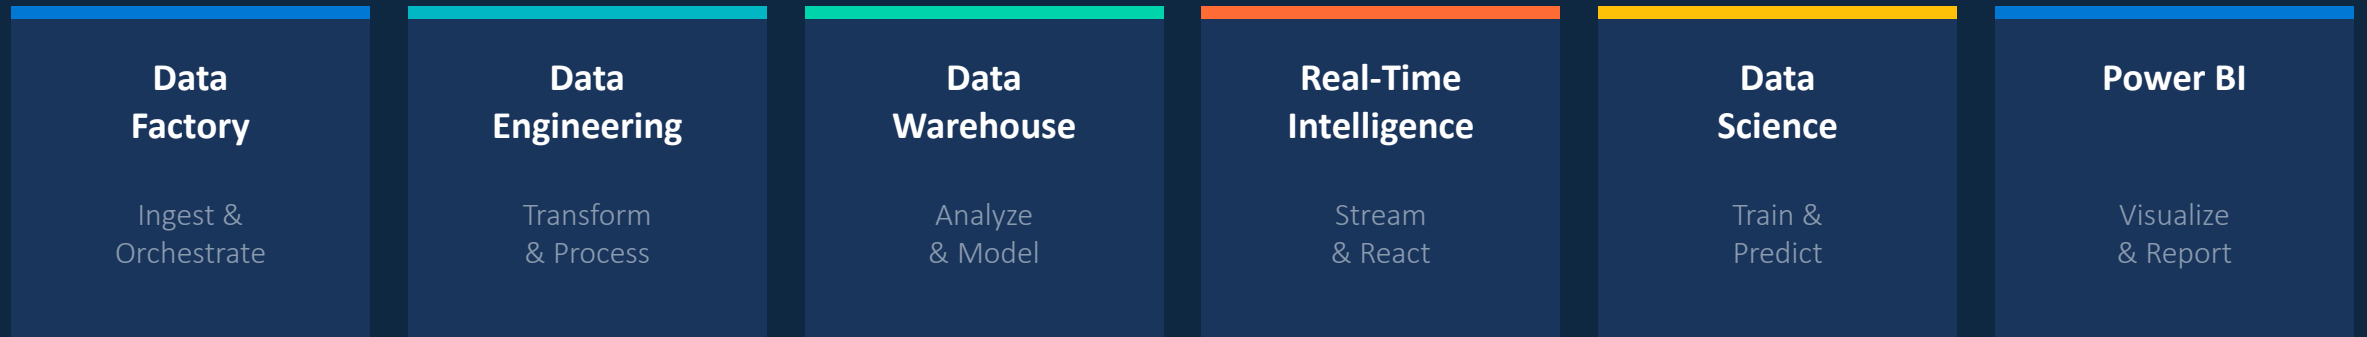 Data
Factory
Ingest &
Orchestrate
Data
Engineering
Transform
& Process
Data
Warehouse
Analyze
& Model
Real-Time
Intelligence
Stream
& React
Data
Science
Train &
Predict
Power BI
Visualize
& Report